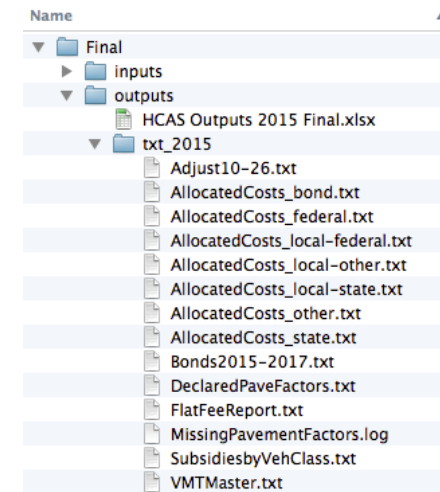 Name
Final
inputs
outputs
HCAS Outputs 2015 Final.xlsx
txt_2015
Adjust10-26.txt
AllocatedCosts_bond.txt
AllocatedCosts_federal.txt
AllocatedCosts_local-federal.txt
AllocatedCosts_local-other.txt
AllocatedCosts_local-state.txt
AllocatedCosts_other.txt
AllocatedCosts_state.txt
Bonds2015-2017.txt
DeclaredPaveFactors.txt
FlatFeeReport.txt
MissingPavementFactors.log
SubsidiesbyVehClass.txt
VMTMaster.txt